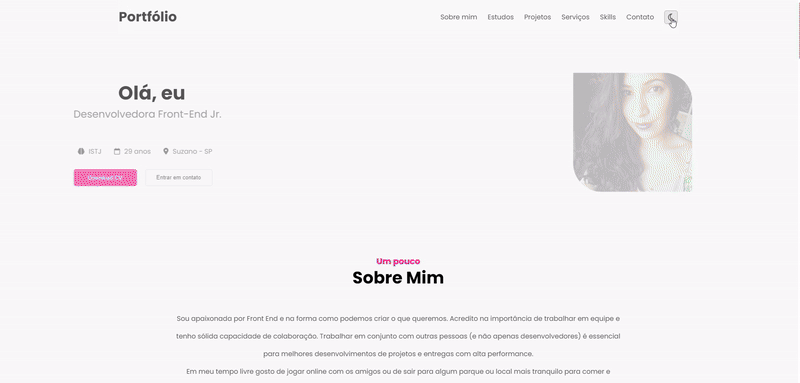 Portfólio
Sobre mim Estudos Projetos Serviços Skills Contato
Olá, eu
Desenvolvedora Front-End Jr.
ISTJ 29 anos Suzano - SP
Entrar em contato
Um pouco
Sobre Mim
Sou apaixonada por Front End e na forma como podemos criar o que queremos. Acredito na importância de trabalhar em equipe e
tenho sólida capacidade de colaboração. Trabalhar em conjunto com outras pessoas (e não apenas desenvolvedores) é essencial
para melhores desenvolvimentos de projetos e entregas com alta performance.
Em meu tempo livre gosto de jogar online com os amigos ou de sair para algum parque ou local mais tranquilo para comer e